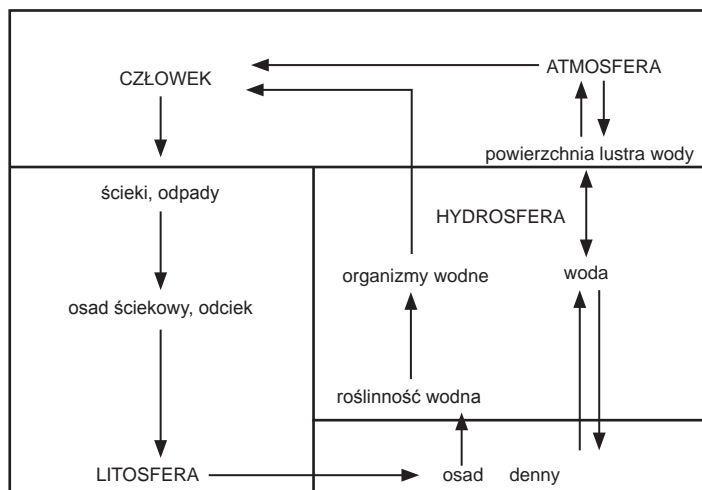 CZŁOWEK
ATMOSFERA
powierzchnia lustra wody
ścieki, odpady
HYDROSFERA
organizmy wodne
woda
osad ściekowy, odciek
roślinność wodna
LITOSFERA
osad denny